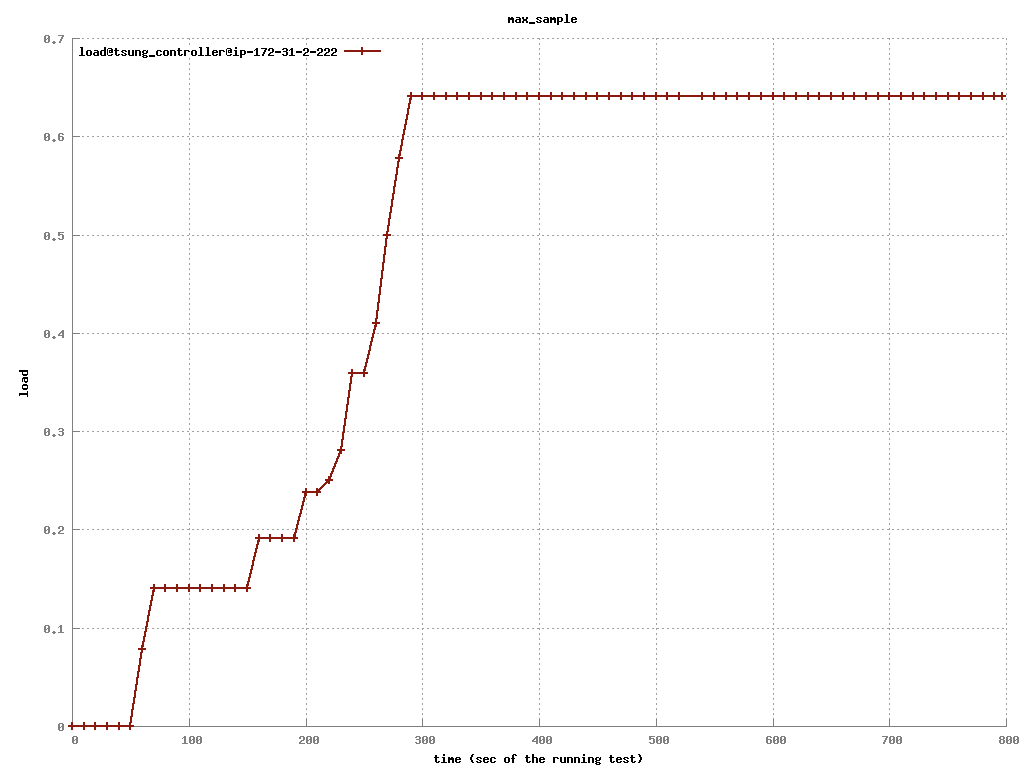 max_sample
load@tsung_controller@ip-172-31-2-222
0.7
0.6
0.5
0.4
0.3
0.2
0.1
0
load
0 100 200 300 400 500 600 700 800
time (sec of the running test)